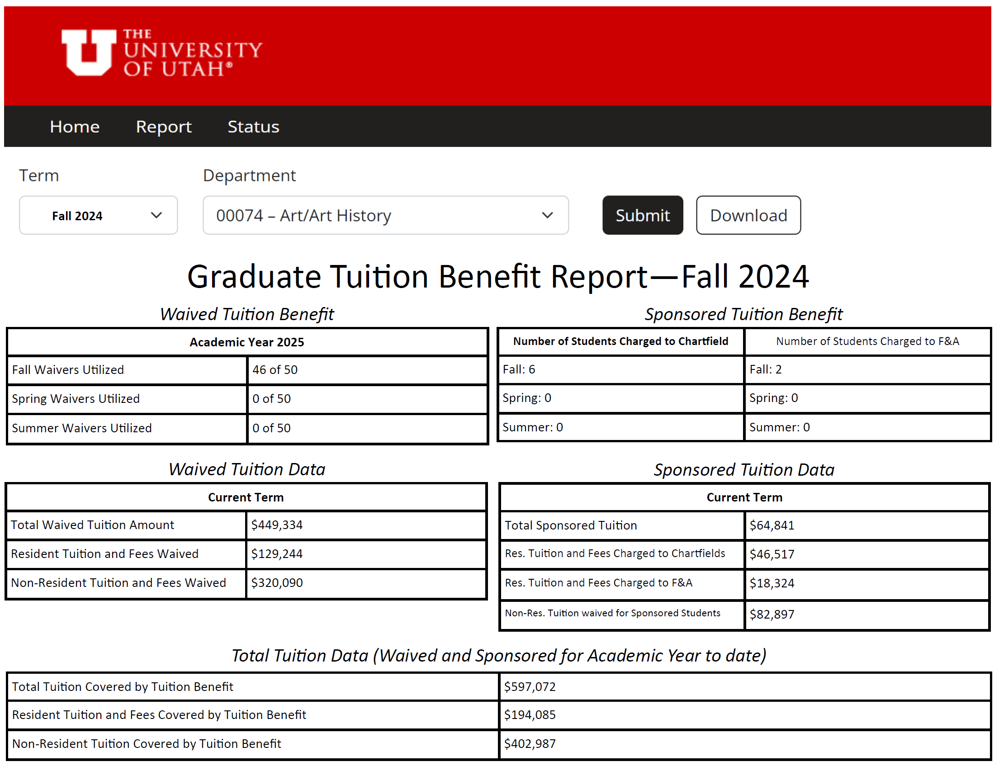 THE
UNIVERSITY
OF UTAH®
Home Report Status
Term Department
Fall 2024 00074 – Art/Art History Submit Download
Graduate Tuition Benefit Report—Fall 2024
Waived Tuition Benefit
Academic Year 2025
Fall Waivers Utilized 46 of 50
Spring Waivers Utilized 0 of 50
Summer Waivers Utilized 0 of 50
Sponsored Tuition Benefit
Number of Students Charged to Chartfield Number of Students Charged to F&A
Fall: 6 Fall: 2
Spring: 0 Spring: 0
Summer: 0 Summer: 0
Waived Tuition Data
Current Term
Total Waived Tuition Amount $449,334
Resident Tuition and Fees Waived $129,244
Non-Resident Tuition and Fees Waived $320,090
Sponsored Tuition Data
Current Term
Total Sponsored Tuition $64,841
Res. Tuition and Fees Charged to Chartfields $46,517
Res. Tuition and Fees Charged to F&A $18,324
Non-Res. Tuition waived for Sponsored Students $82,897
Total Tuition Data (Waived and Sponsored for Academic Year to date)
Total Tuition Covered by Tuition Benefit $597,072
Resident Tuition and Fees Covered by Tuition Benefit $194,085
Non-Resident Tuition Covered by Tuition Benefit $402,987